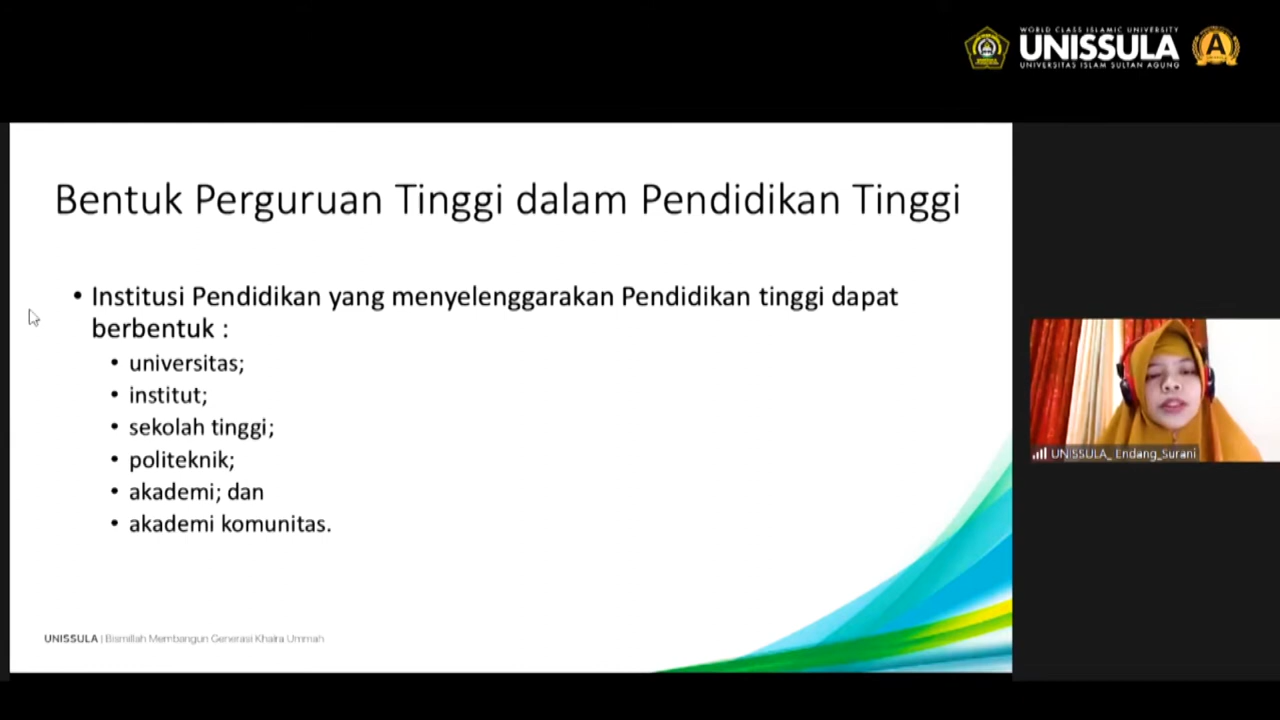 WORLD CLASS ISLAMIC UNIVERSITY
UNISSULA
UNIVERSITAS ISLAM SULTAN AGUNG
A
Bentuk Perguruan Tinggi dalam Pendidikan Tinggi
• Institusi Pendidikan yang menyelenggarakan Pendidikan tinggi dapat
berbentuk :
• universitas;
• institut;
• sekolah tinggi;
• politeknik;
• akademi; dan
• akademi komunitas.
UNISSULA_ Endang_Surani
UNISSULA | Bismillah Membangun Generasi Khaira Ummah